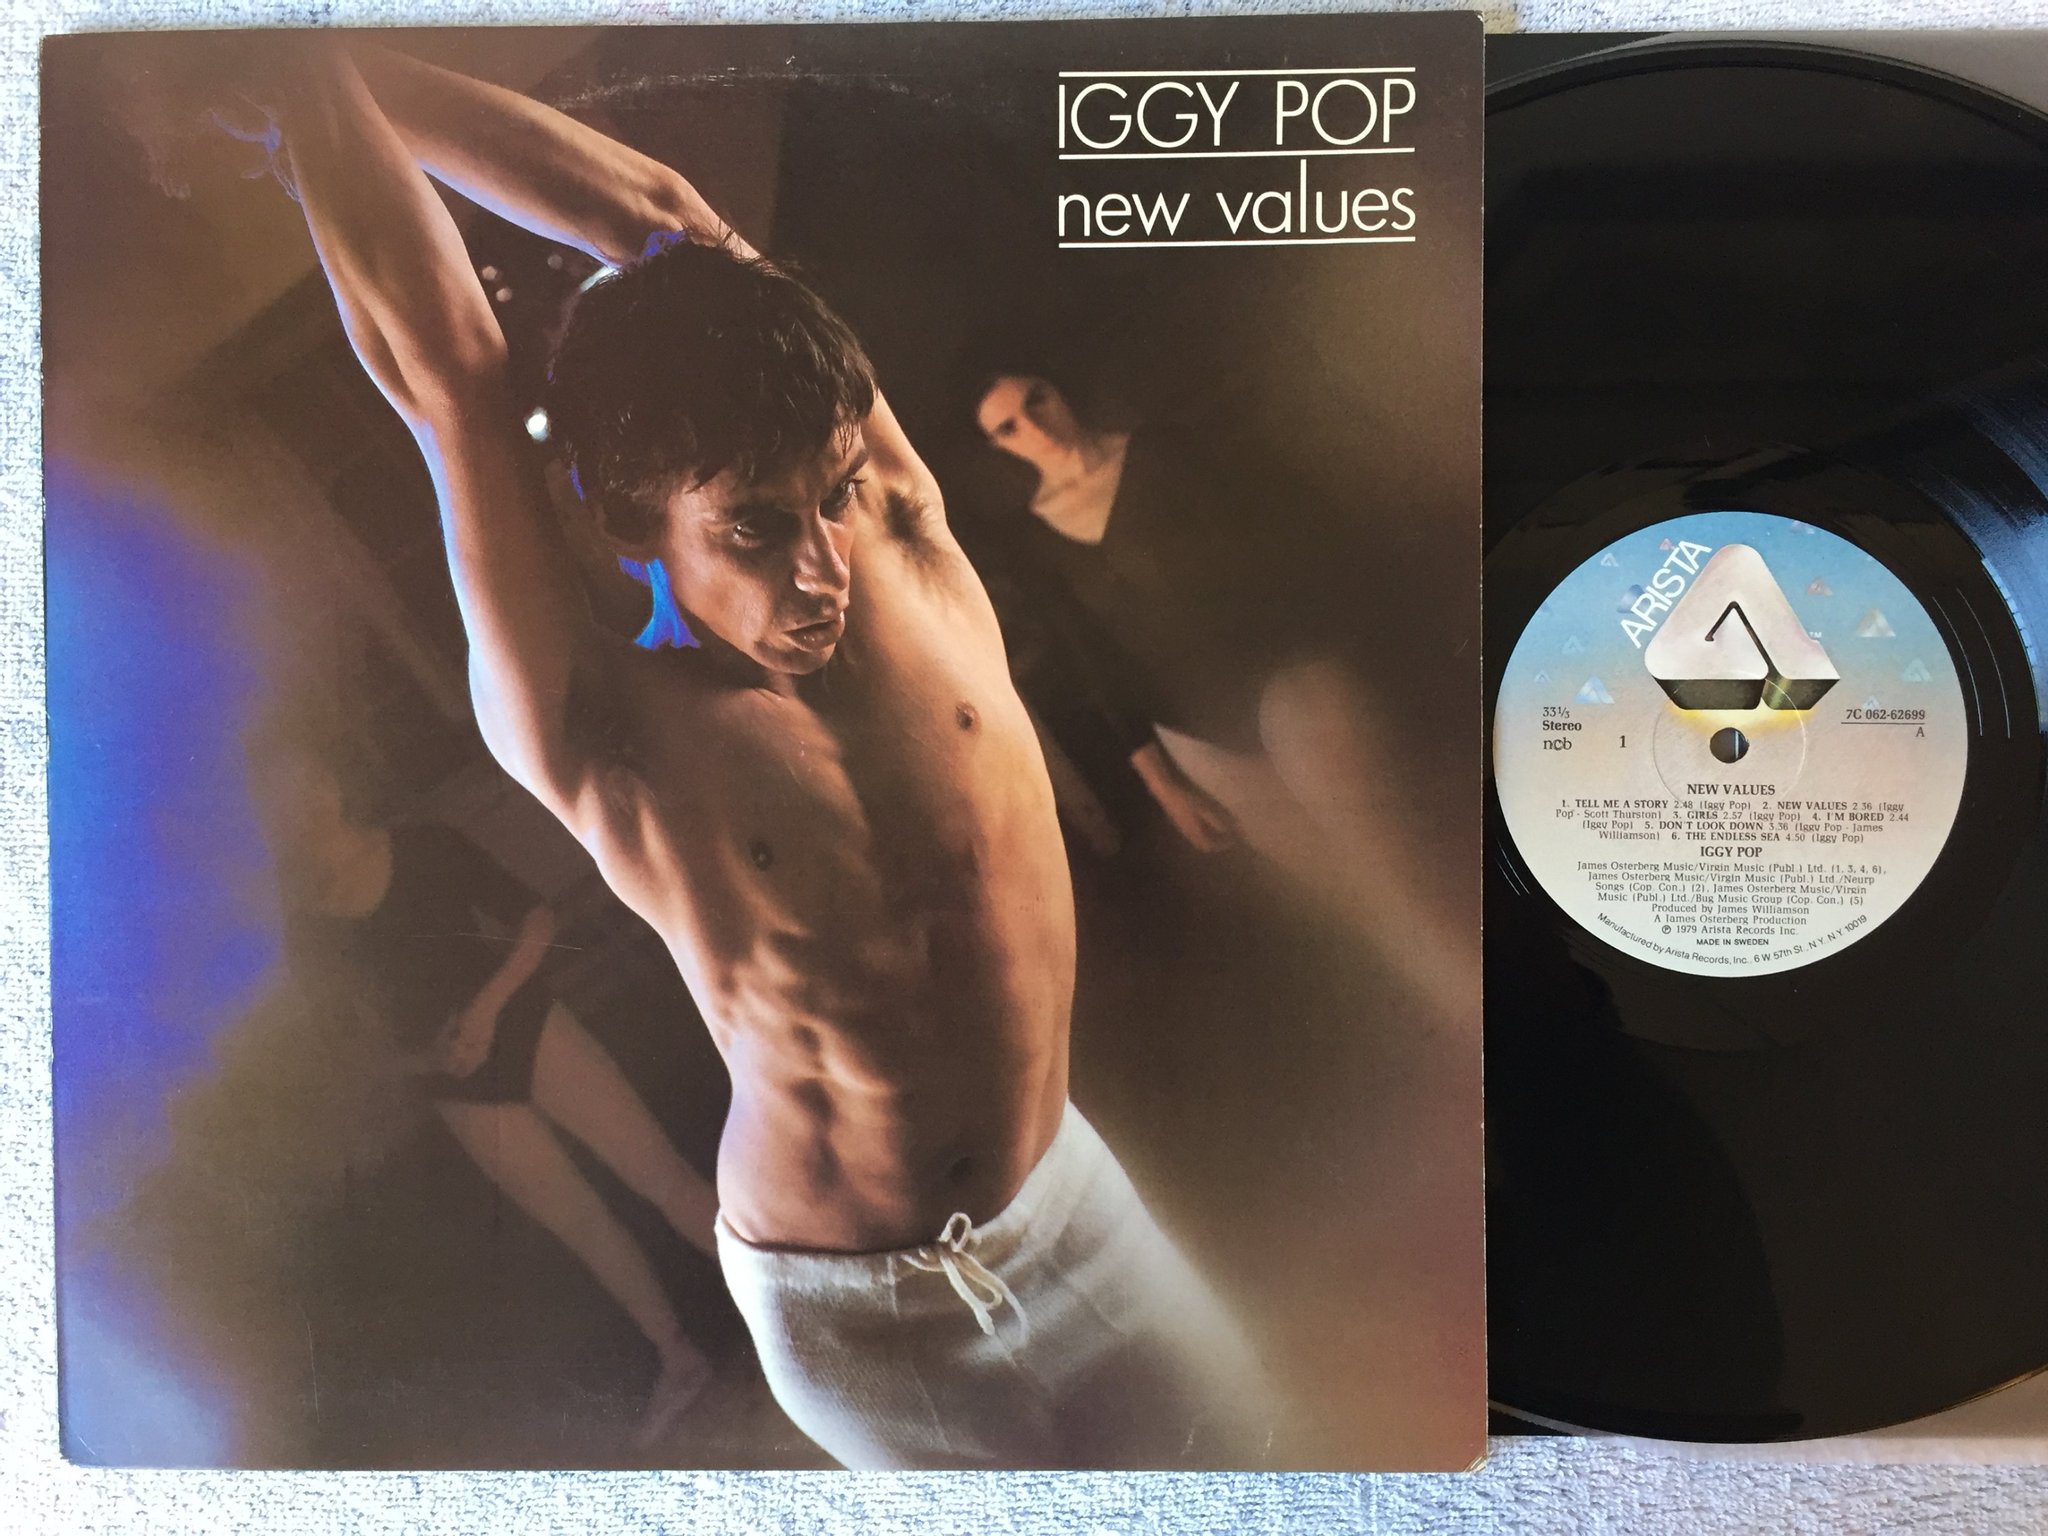 IGGY POP
new values
ARISTA
TM
33⅓
Stereo
ncb 1
7C 062-62699
A
NEW VALUES
1. TELL ME A STORY 2.48 (Iggy Pop) 2. NEW VALUES 2.36 (Iggy
Pop - Scott Thurston) 3. GIRLS 2.57 (Iggy Pop) 4. I'M BORED 2.44
(Iggy Pop) 5. DON'T LOOK DOWN 3.36 (Iggy Pop - James
Williamson) 6. THE ENDLESS SEA 4.50 (Iggy Pop)
IGGY POP
James Osterberg Music/Virgin Music (Publ.) Ltd. (1, 3, 4, 6),
James Osterberg Music/Virgin Music (Publ.) Ltd./Neurp
Songs (Cop. Con.) (2), James Osterberg Music/Virgin
Music (Publ.) Ltd./Bug Music Group (Cop. Con.) (5)
Produced by James Williamson
A James Osterberg Production
℗ 1979 Arista Records Inc.
MADE IN SWEDEN
Manufactured by Arista Records, Inc., 6 W 57th St., N.Y. N.Y. 10019